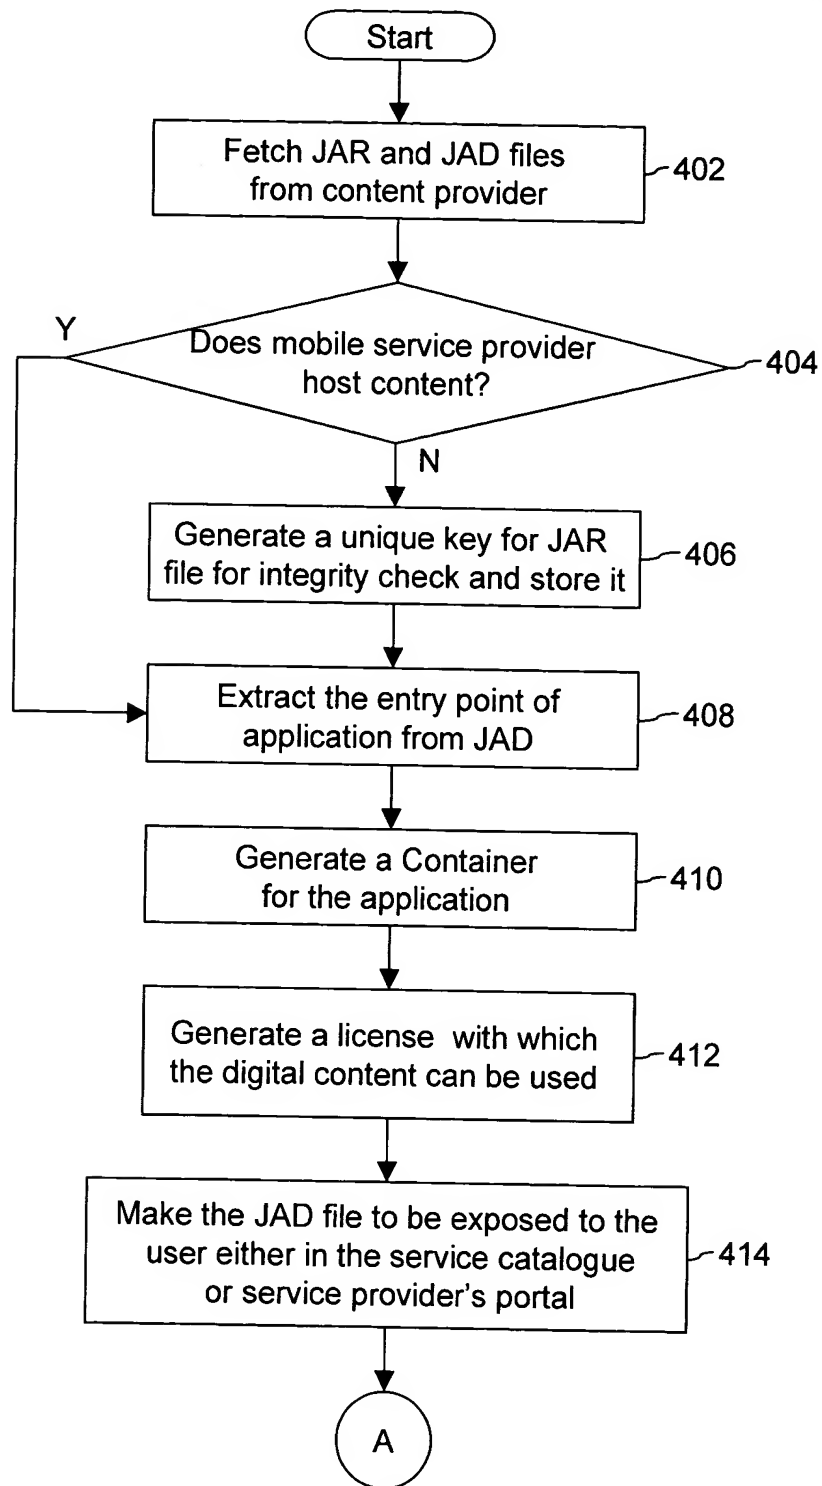 Start
Fetch JAR and JAD files
from content provider
402
Y
Does mobile service provider
host content?
404
N
Generate a unique key for JAR
file for integrity check and store it
406
Extract the entry point of
application from JAD
408
Generate a Container
for the application
410
Generate a license with which
the digital content can be used
412
Make the JAD file to be exposed to the
user either in the service catalogue
or service provider's portal
414
A